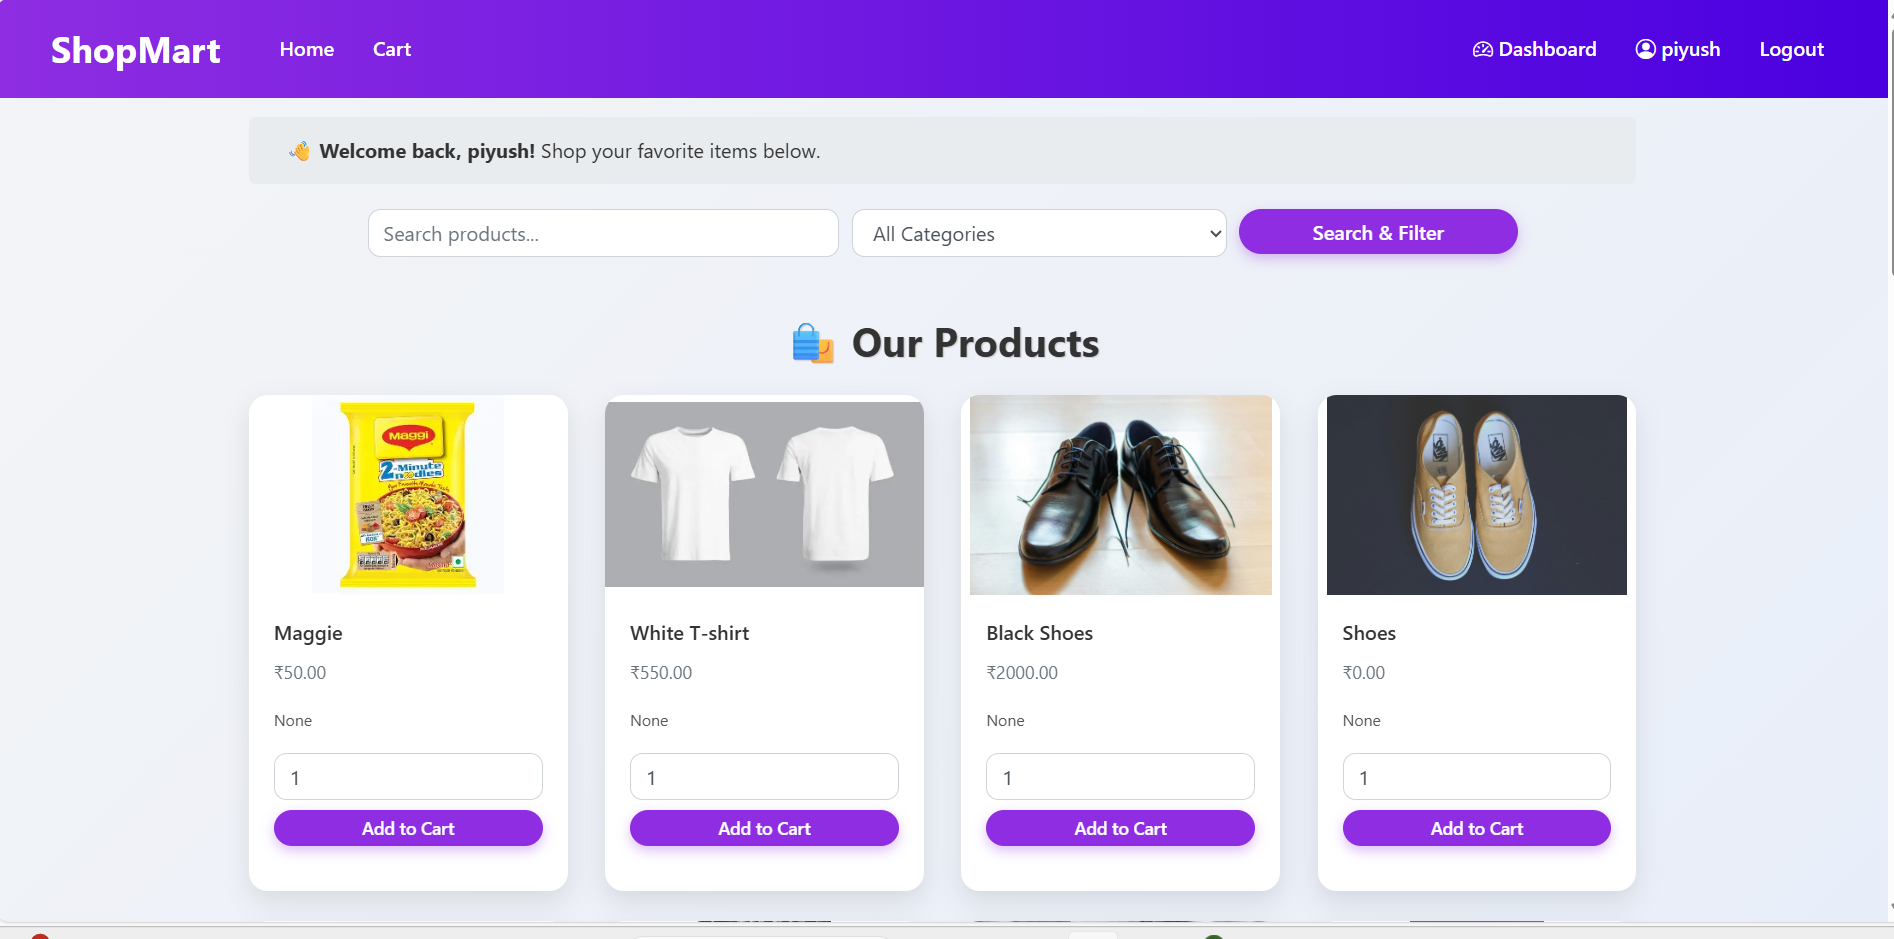 ShopMart Home Cart Dashboard piyush Logout
👋 Welcome back, piyush! Shop your favorite items below.
Search products... All Categories Search & Filter
🛍️ Our Products
Maggi
2-Minute
noodles
Maggie
₹50.00
None
1
Add to Cart
White T-shirt
₹550.00
None
1
Add to Cart
Black Shoes
₹2000.00
None
1
Add to Cart
Shoes
₹0.00
None
1
Add to Cart